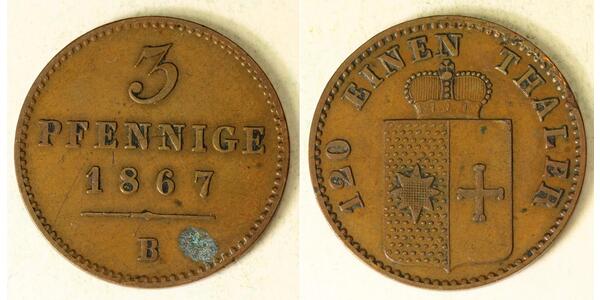 3
PFENNIGE
1867
B
120 EINEN THALER